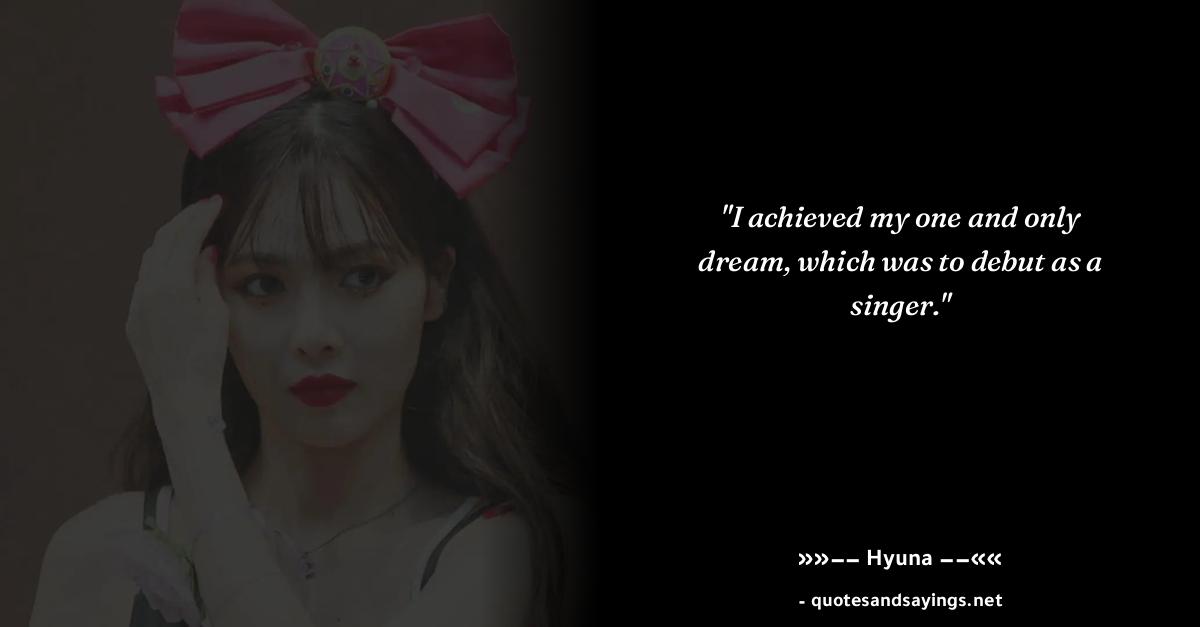 "I achieved my one and only
dream, which was to debut as a
singer."
»»−− Hyuna −−««
- quotesandsayings.net